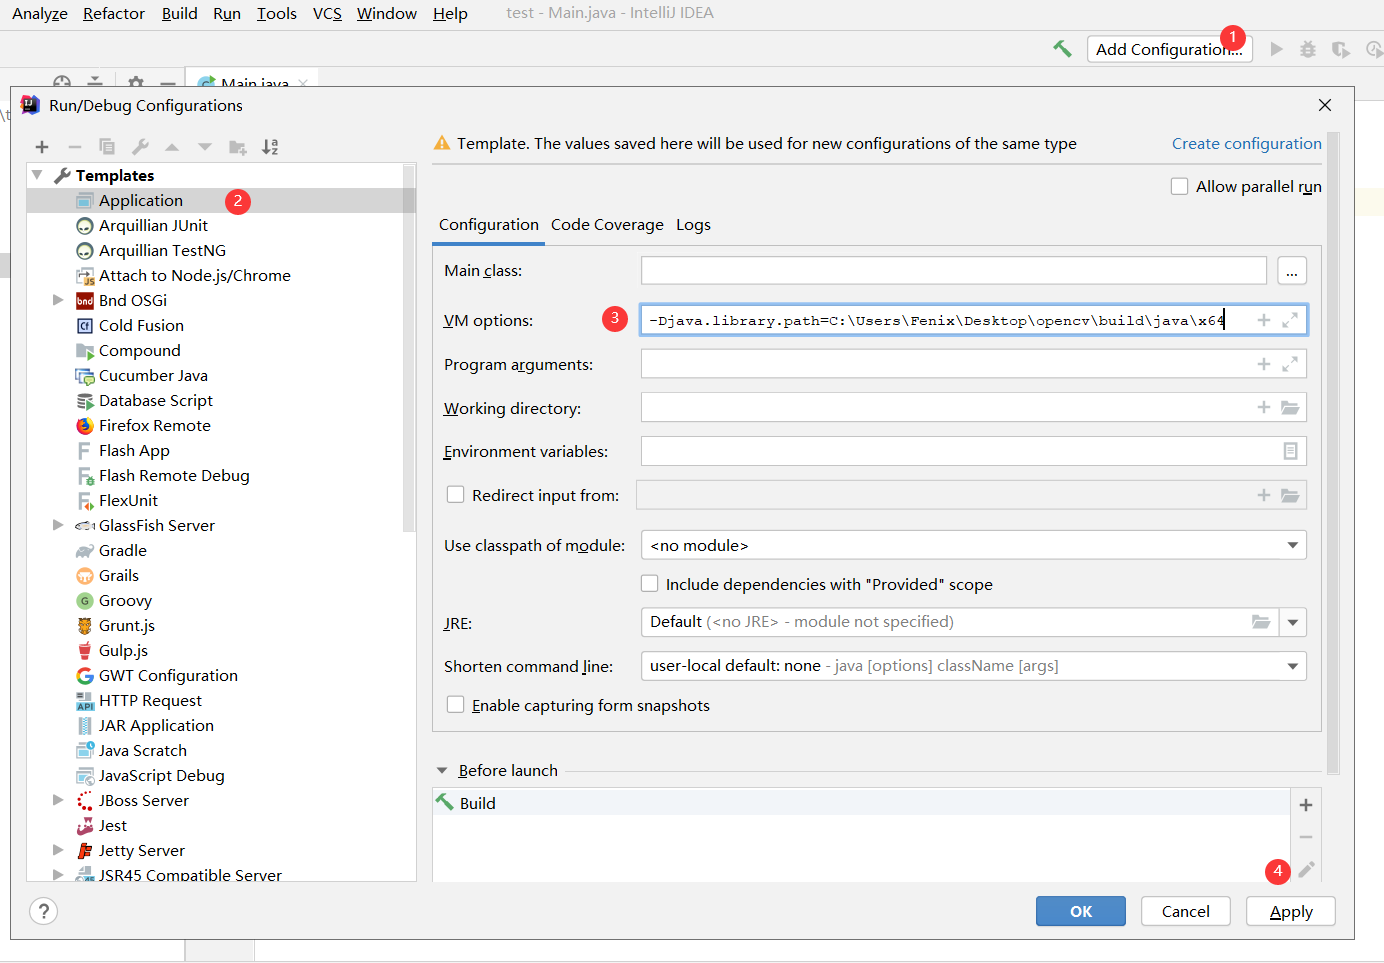 Analyze Refactor Build Run Tools VCS Window Help test - Main.java - IntelliJ IDEA
1
Add Configuration...
Main.java
\t
Run/Debug Configurations
Template. The values saved here will be used for new configurations of the same type Create configuration
Allow parallel run
Templates
Application 2
Arquillian JUnit
Arquillian TestNG
Attach to Node.js/Chrome
Bnd OSGi
Cold Fusion
Compound
Cucumber Java
Database Script
Firefox Remote
Flash App
Flash Remote Debug
FlexUnit
GlassFish Server
Gradle
Grails
Groovy
Grunt.js
Gulp.js
GWT Configuration
HTTP Request
JAR Application
Java Scratch
JavaScript Debug
JBoss Server
Jest
Jetty Server
JSR45 Compatible Server
Configuration Code Coverage Logs
Main class: ...
VM options: 3 -Djava.library.path=C:\Users\Fenix\Desktop\opencv\build\java\x64
Program arguments:
Working directory:
Environment variables:
Redirect input from:
Use classpath of module: <no module>
Include dependencies with "Provided" scope
JRE: Default (<no JRE> - module not specified)
Shorten command line: user-local default: none - java [options] className [args]
Enable capturing form snapshots
Before launch
Build
4
? OK Cancel Apply